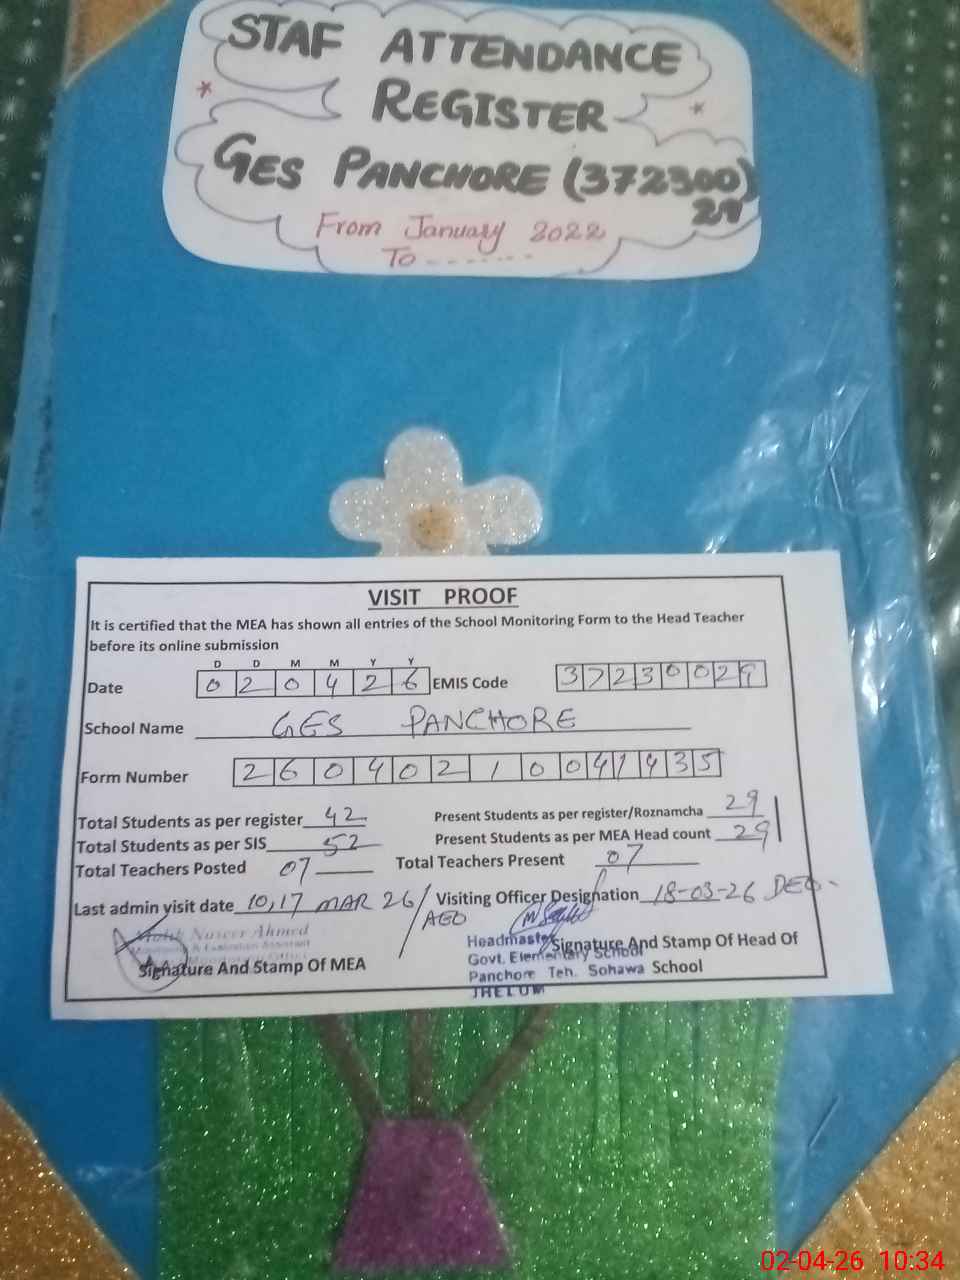 STAF ATTENDANCE
REGISTER
GES PANCHORE (372300)
29
From January 2022
To .......
VISIT PROOF
It is certified that the MEA has shown all entries of the School Monitoring Form to the Head Teacher
before its online submission
D D M M Y Y
Date 0 2 0 4 2 6 EMIS Code 3 7 2 3 0 0 2 9
School Name GES PANCHORE
Form Number 2 6 0 4 0 2 1 0 0 4 1 4 3 5
Total Students as per register 42 Present Students as per register/Roznamcha 29
Total Students as per SIS 52 Present Students as per MEA Head count 29
Total Teachers Posted 07 Total Teachers Present 07
Last admin visit date 10,17 MAR 26/ Visiting Officer Designation 18-03-26 DEO.
AEO
Naseer Ahmed
Headmaster
Signature And Stamp Of Head Of
Govt. Elementary School
Signature And Stamp Of MEA
Panchore Teh. Sohawa School
JHELUM
02-04-26 10:34